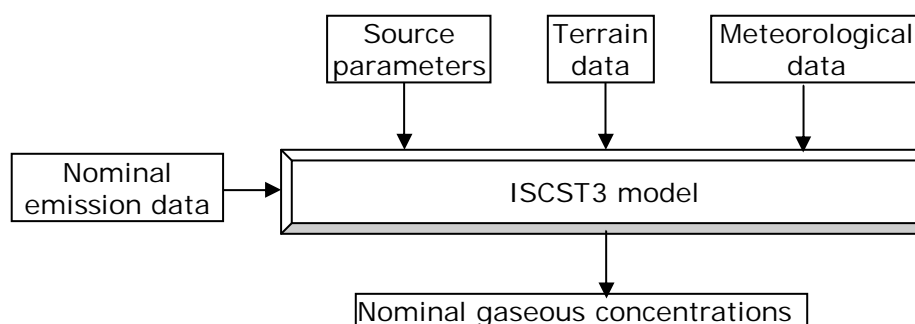 Source
parameters
Terrain
data
Meteorological
data
Nominal
emission data
ISCST3 model
Nominal gaseous concentrations